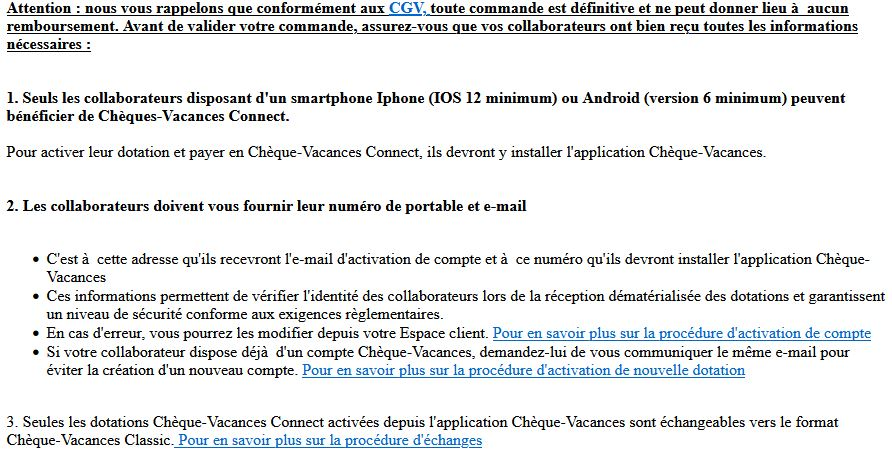 Attention : nous vous rappelons que conformément aux CGV, toute commande est définitive et ne peut donner lieu à  aucun
remboursement. Avant de valider votre commande, assurez-vous que vos collaborateurs ont bien reçu toutes les informations
nécessaires :
1. Seuls les collaborateurs disposant d'un smartphone Iphone (IOS 12 minimum) ou Android (version 6 minimum) peuvent
bénéficier de Chèques-Vacances Connect.
Pour activer leur dotation et payer en Chèque-Vacances Connect, ils devront y installer l'application Chèque-Vacances.
2. Les collaborateurs doivent vous fournir leur numéro de portable et e-mail
• C'est à  cette adresse qu'ils recevront l'e-mail d'activation de compte et à  ce numéro qu'ils devront installer l'application Chèque-
Vacances
• Ces informations permettent de vérifier l'identité des collaborateurs lors de la réception dématérialisée des dotations et garantissent
un niveau de sécurité conforme aux exigences règlementaires.
• En cas d'erreur, vous pourrez les modifier depuis votre Espace client. Pour en savoir plus sur la procédure d'activation de compte
• Si votre collaborateur dispose déjà  d'un compte Chèque-Vacances, demandez-lui de vous communiquer le même e-mail pour
éviter la création d'un nouveau compte. Pour en savoir plus sur la procédure d'activation de nouvelle dotation
3. Seules les dotations Chèque-Vacances Connect activées depuis l'application Chèque-Vacances sont échangeables vers le format
Chèque-Vacances Classic. Pour en savoir plus sur la procédure d'échanges